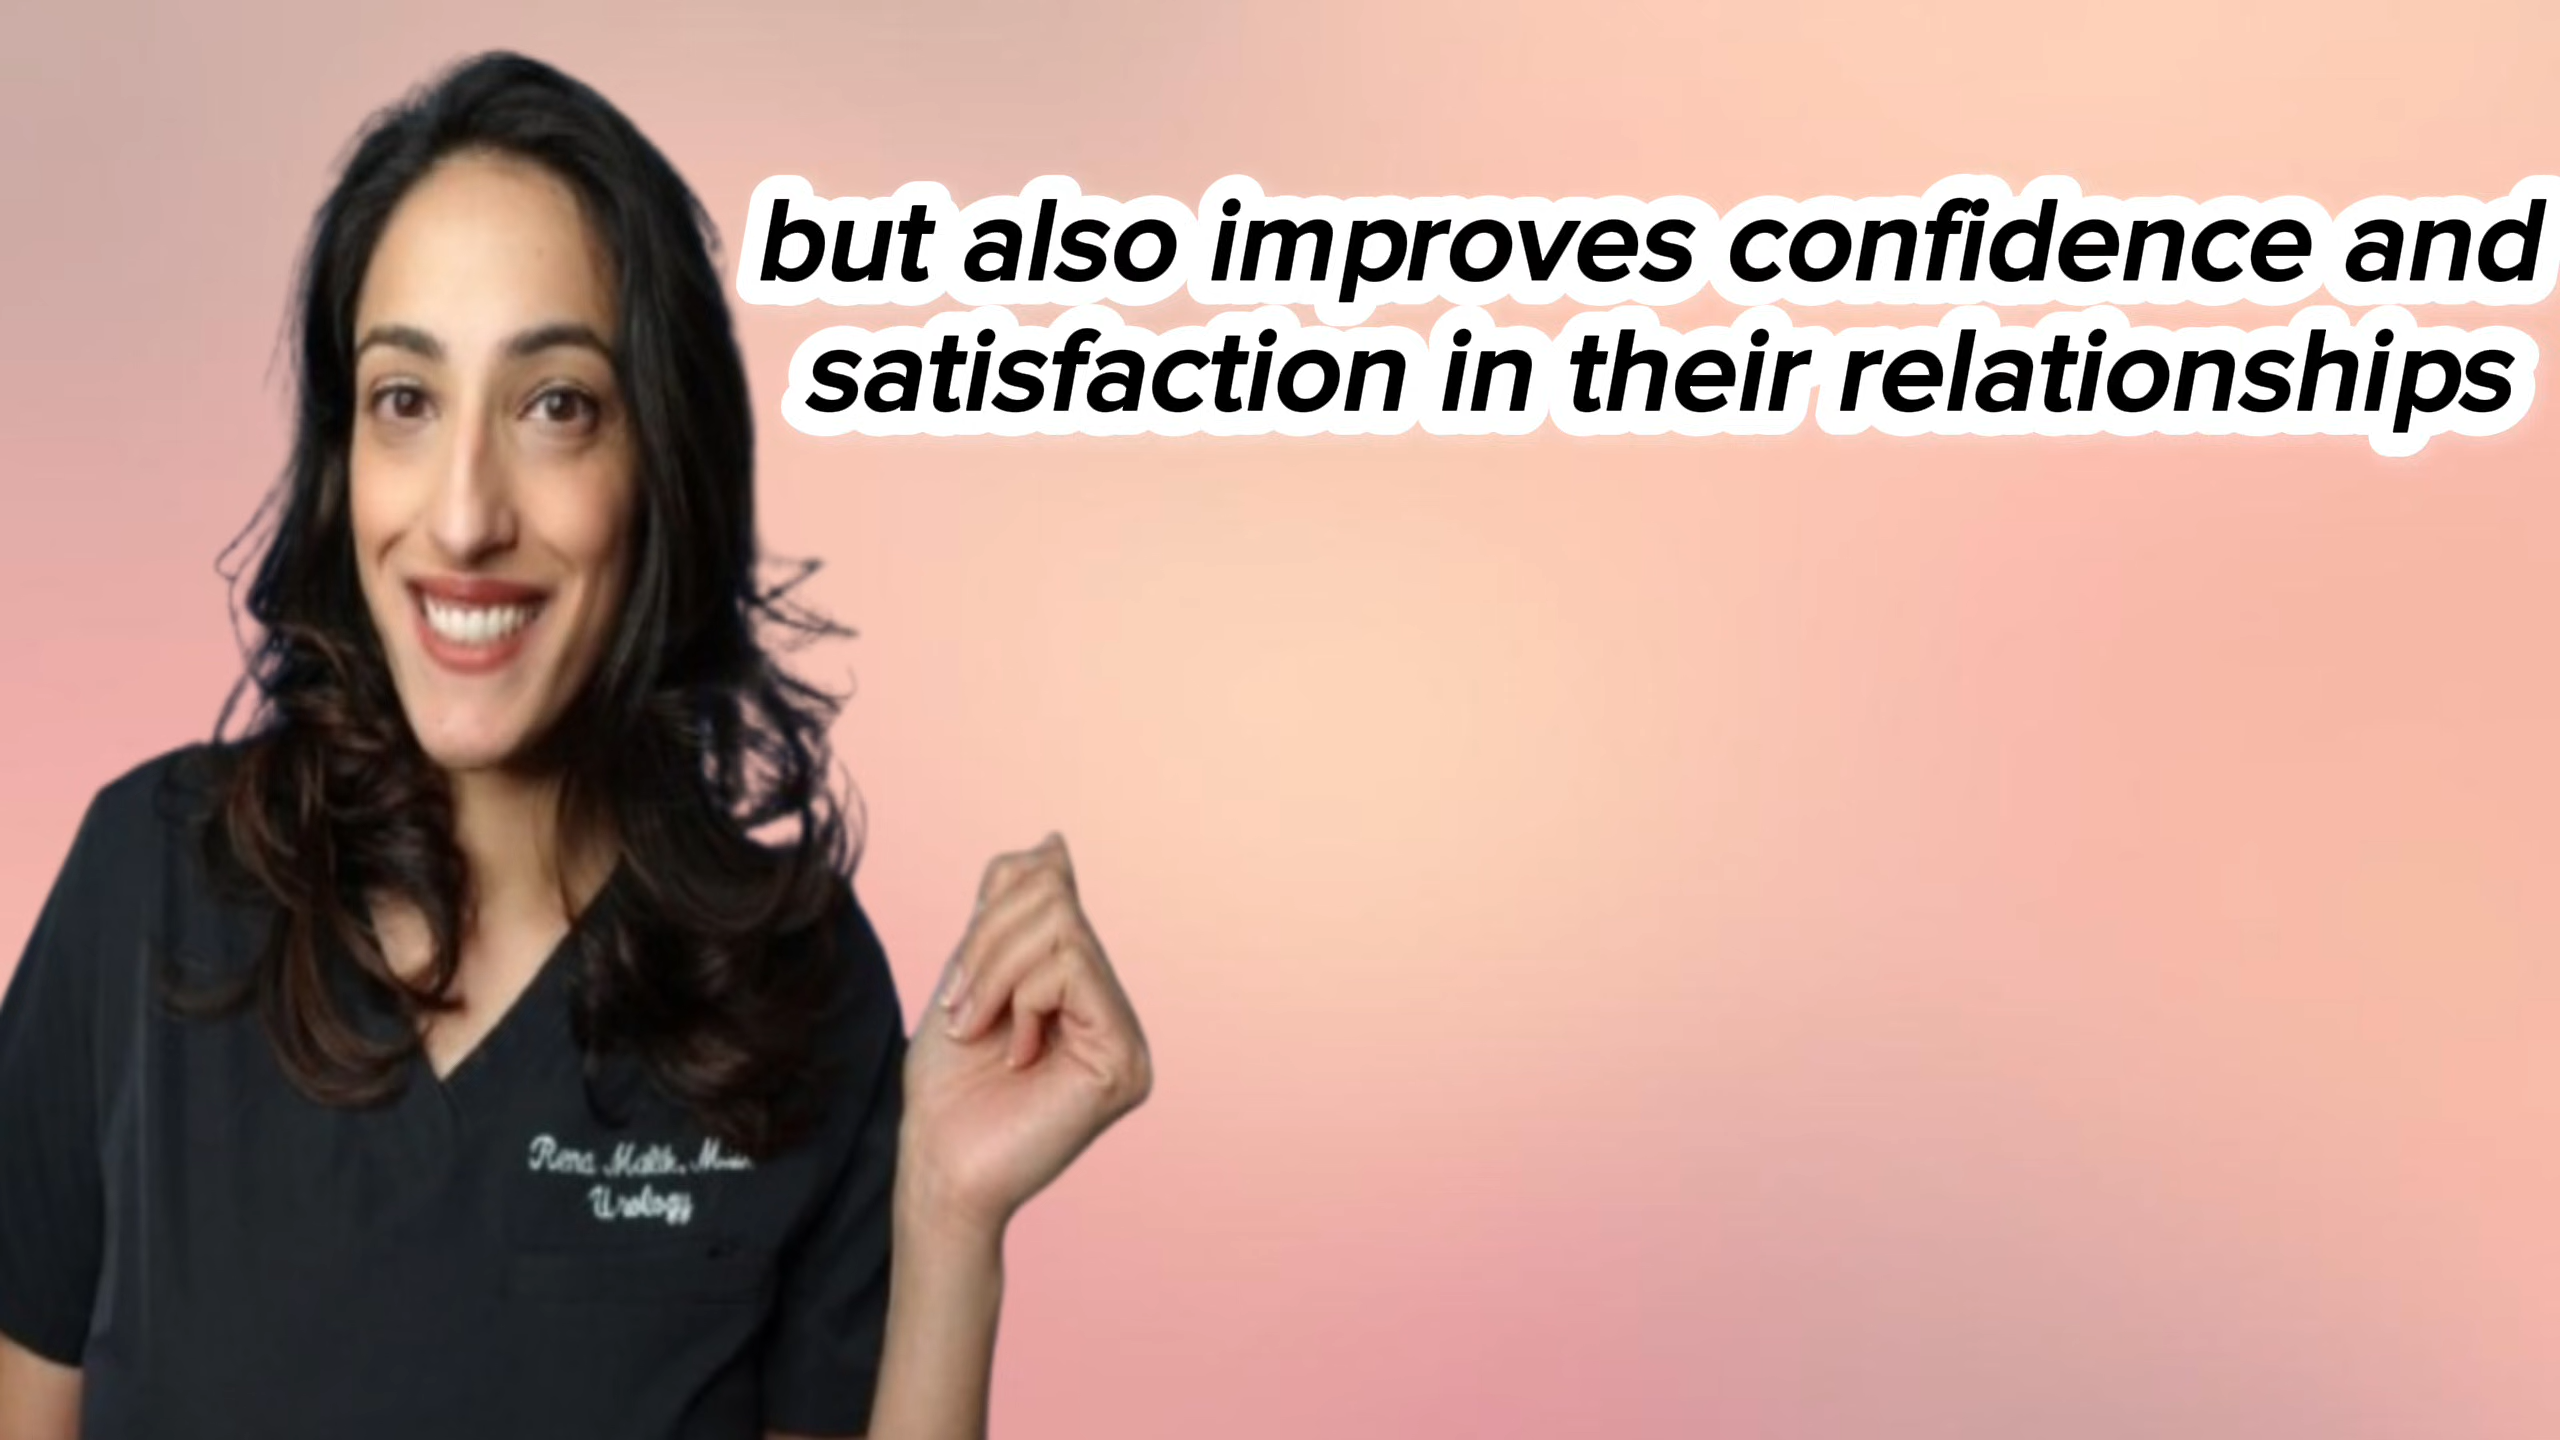 but also improves confidence and
satisfaction in their relationships
Rena Malik, M.D.
Urology